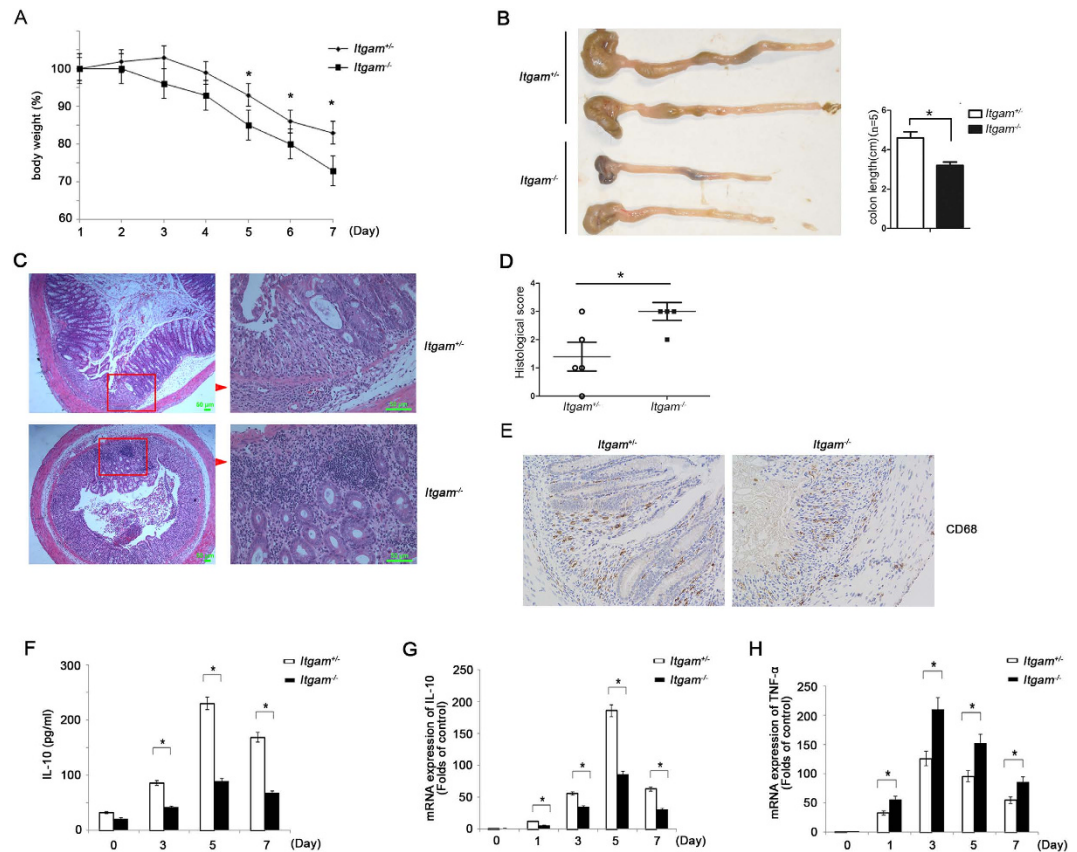 A
body weight (%)
100
90
80
70
60
1 2 3 4 5 6 7 (Day)
* * *
Itgam+/-
Itgam-/-
B
Itgam+/-
Itgam-/-
colon length(cm)(n=5)
6
4
2
0
*
Itgam+/-
Itgam-/-
C
50 μm
Itgam+/-
Itgam-/-
D
Histological score
4
3
2
1
0
*
Itgam+/-
Itgam-/-
E
Itgam+/-
Itgam-/-
CD68
F
IL-10 (pg/ml)
300
200
100
0
* * *
0 3 5 7 (Day)
Itgam+/-
Itgam-/-
G
mRNA expression of IL-10
(Folds of control)
250
200
150
100
50
0
* * * *
0 1 3 5 7 (Day)
Itgam+/-
Itgam-/-
H
mRNA expression of TNF-α
(Folds of control)
250
200
150
100
50
0
* * * *
0 1 3 5 7 (Day)
Itgam+/-
Itgam-/-